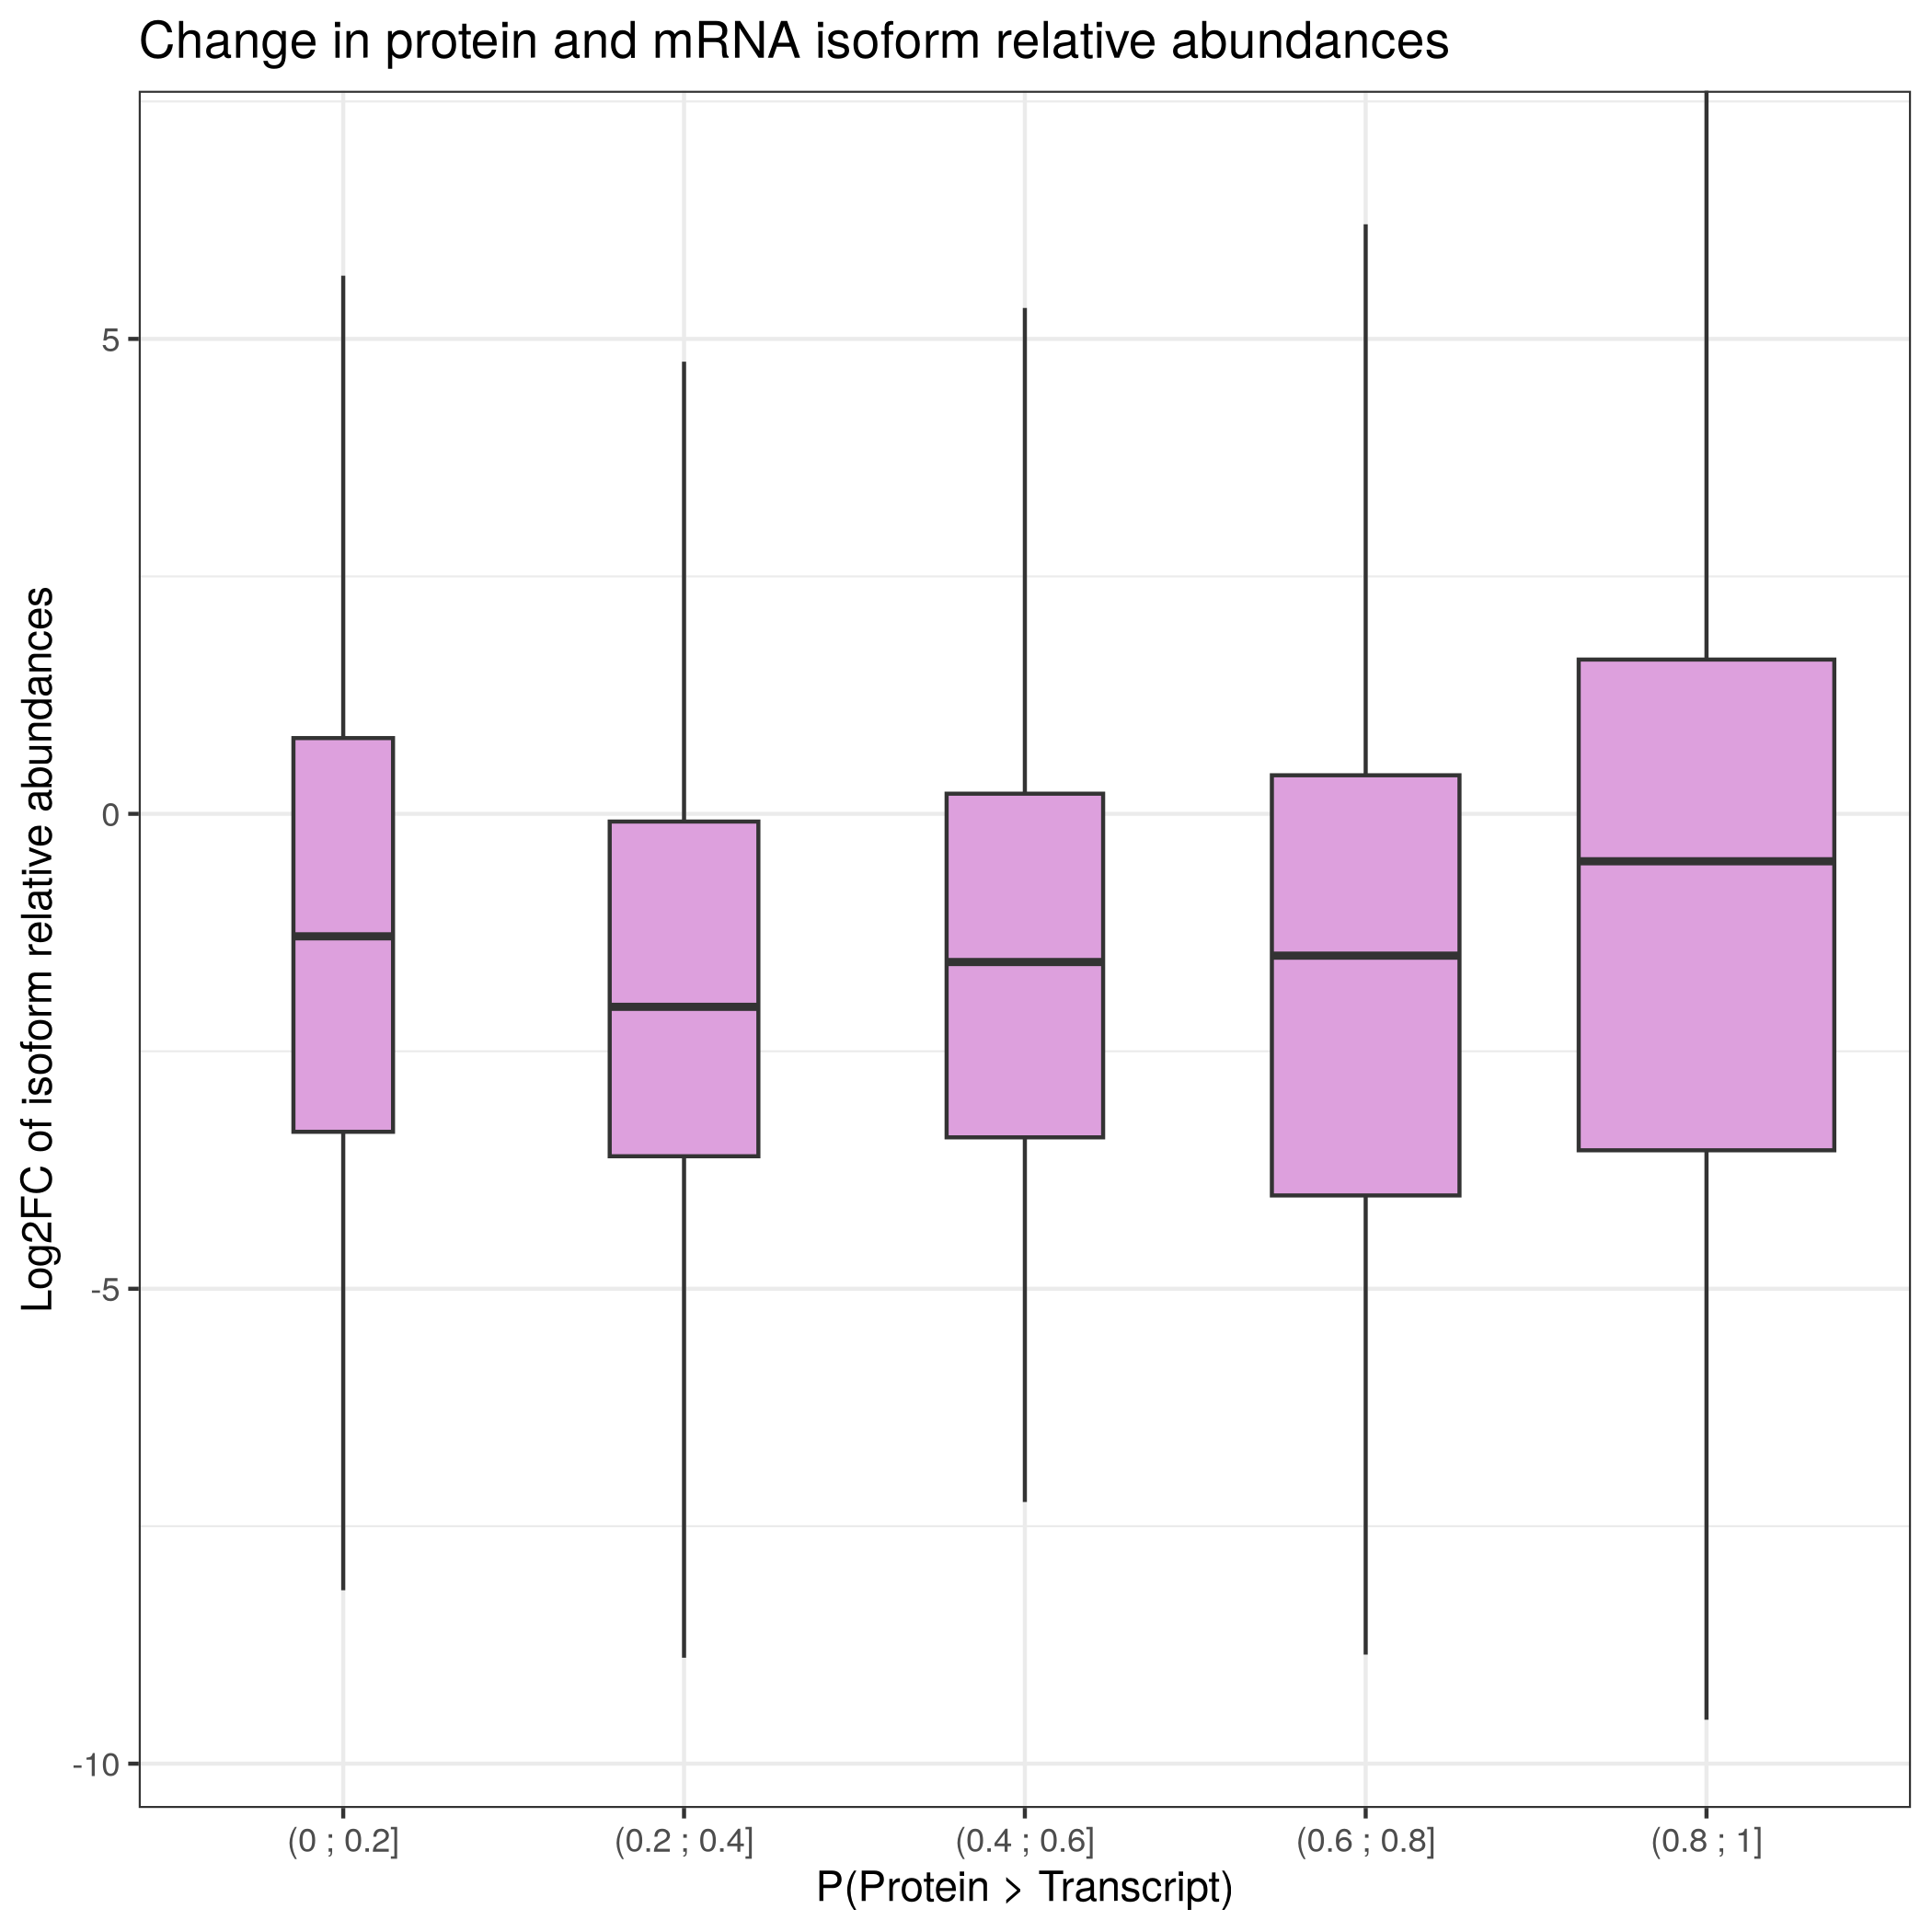 Change in protein and mRNA isoform relative abundances
Log2FC of isoform relative abundances
5
0
-5
-10
(0 ; 0.2]
(0.2 ; 0.4]
(0.4 ; 0.6]
(0.6 ; 0.8]
(0.8 ; 1]
P(Protein > Transcript)